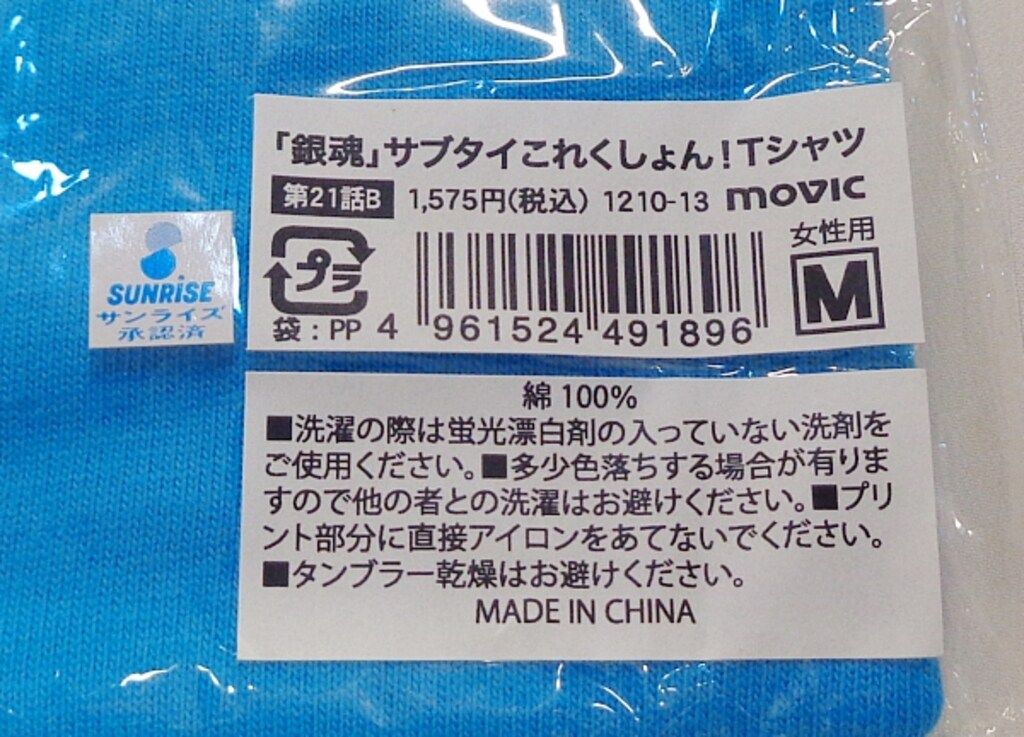 「銀魂」サブタイこれくしょん！Tシャツ
第21話B 1,575円(税込) 1210-13 movic
女性用
プラ
M
袋：PP 4 961524 491896
SUNRISE
サンライズ
承認済
綿 100%
■洗濯の際は蛍光漂白剤の入っていない洗剤を
ご使用ください。■多少色落ちする場合が有りま
すので他の者との洗濯はお避けください。■プリ
ント部分に直接アイロンをあてないでください。
■タンブラー乾燥はお避けください。
MADE IN CHINA